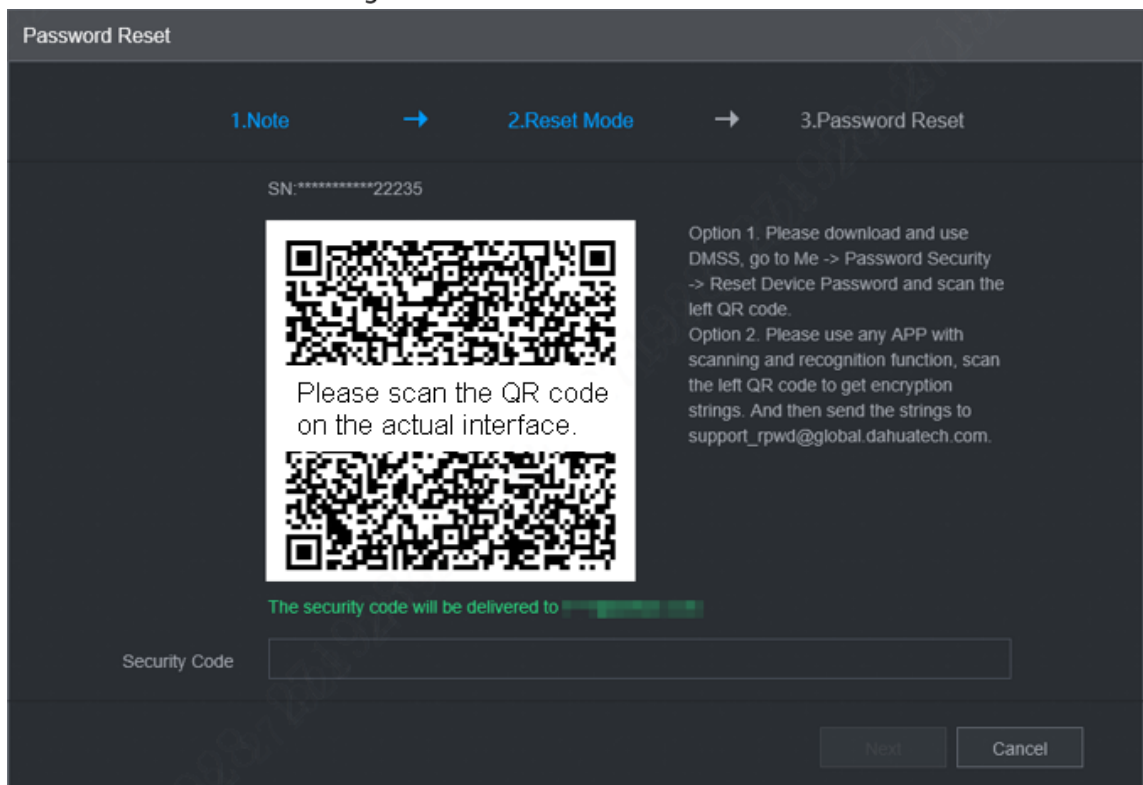 Password Reset
1.Note → 2.Reset Mode → 3.Password Reset
SN:***********22235
Please scan the QR code
on the actual interface.
Option 1. Please download and use
DMSS, go to Me -> Password Security
-> Reset Device Password and scan the
left QR code.
Option 2. Please use any APP with
scanning and recognition function, scan
the left QR code to get encryption
strings. And then send the strings to
support_rpwd@global.dahuatech.com.
The security code will be delivered to
Security Code
Next
Cancel